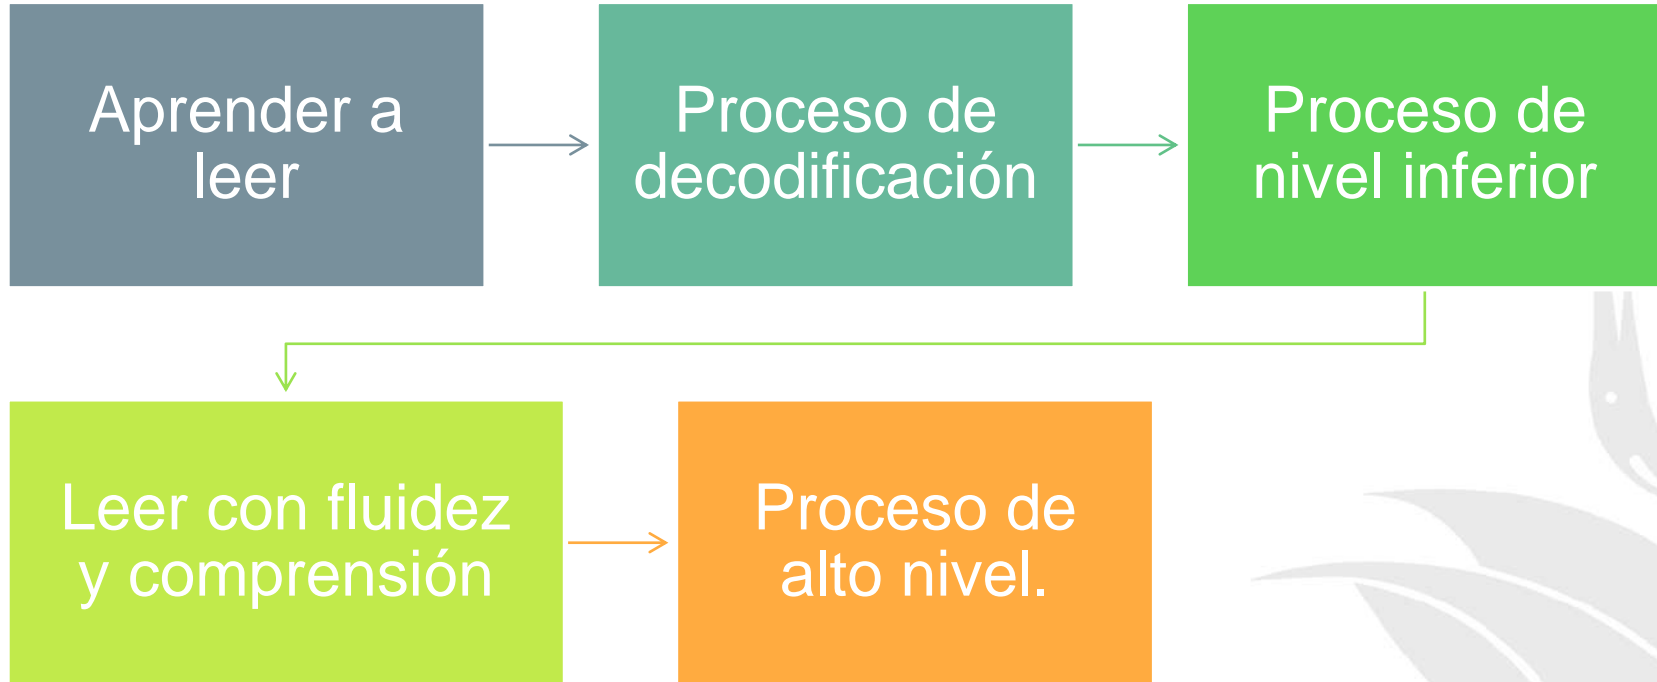 Aprender a
leer
Proceso de
decodificación
Proceso de
nivel inferior
Leer con fluidez
y comprensión
Proceso de
alto nivel.